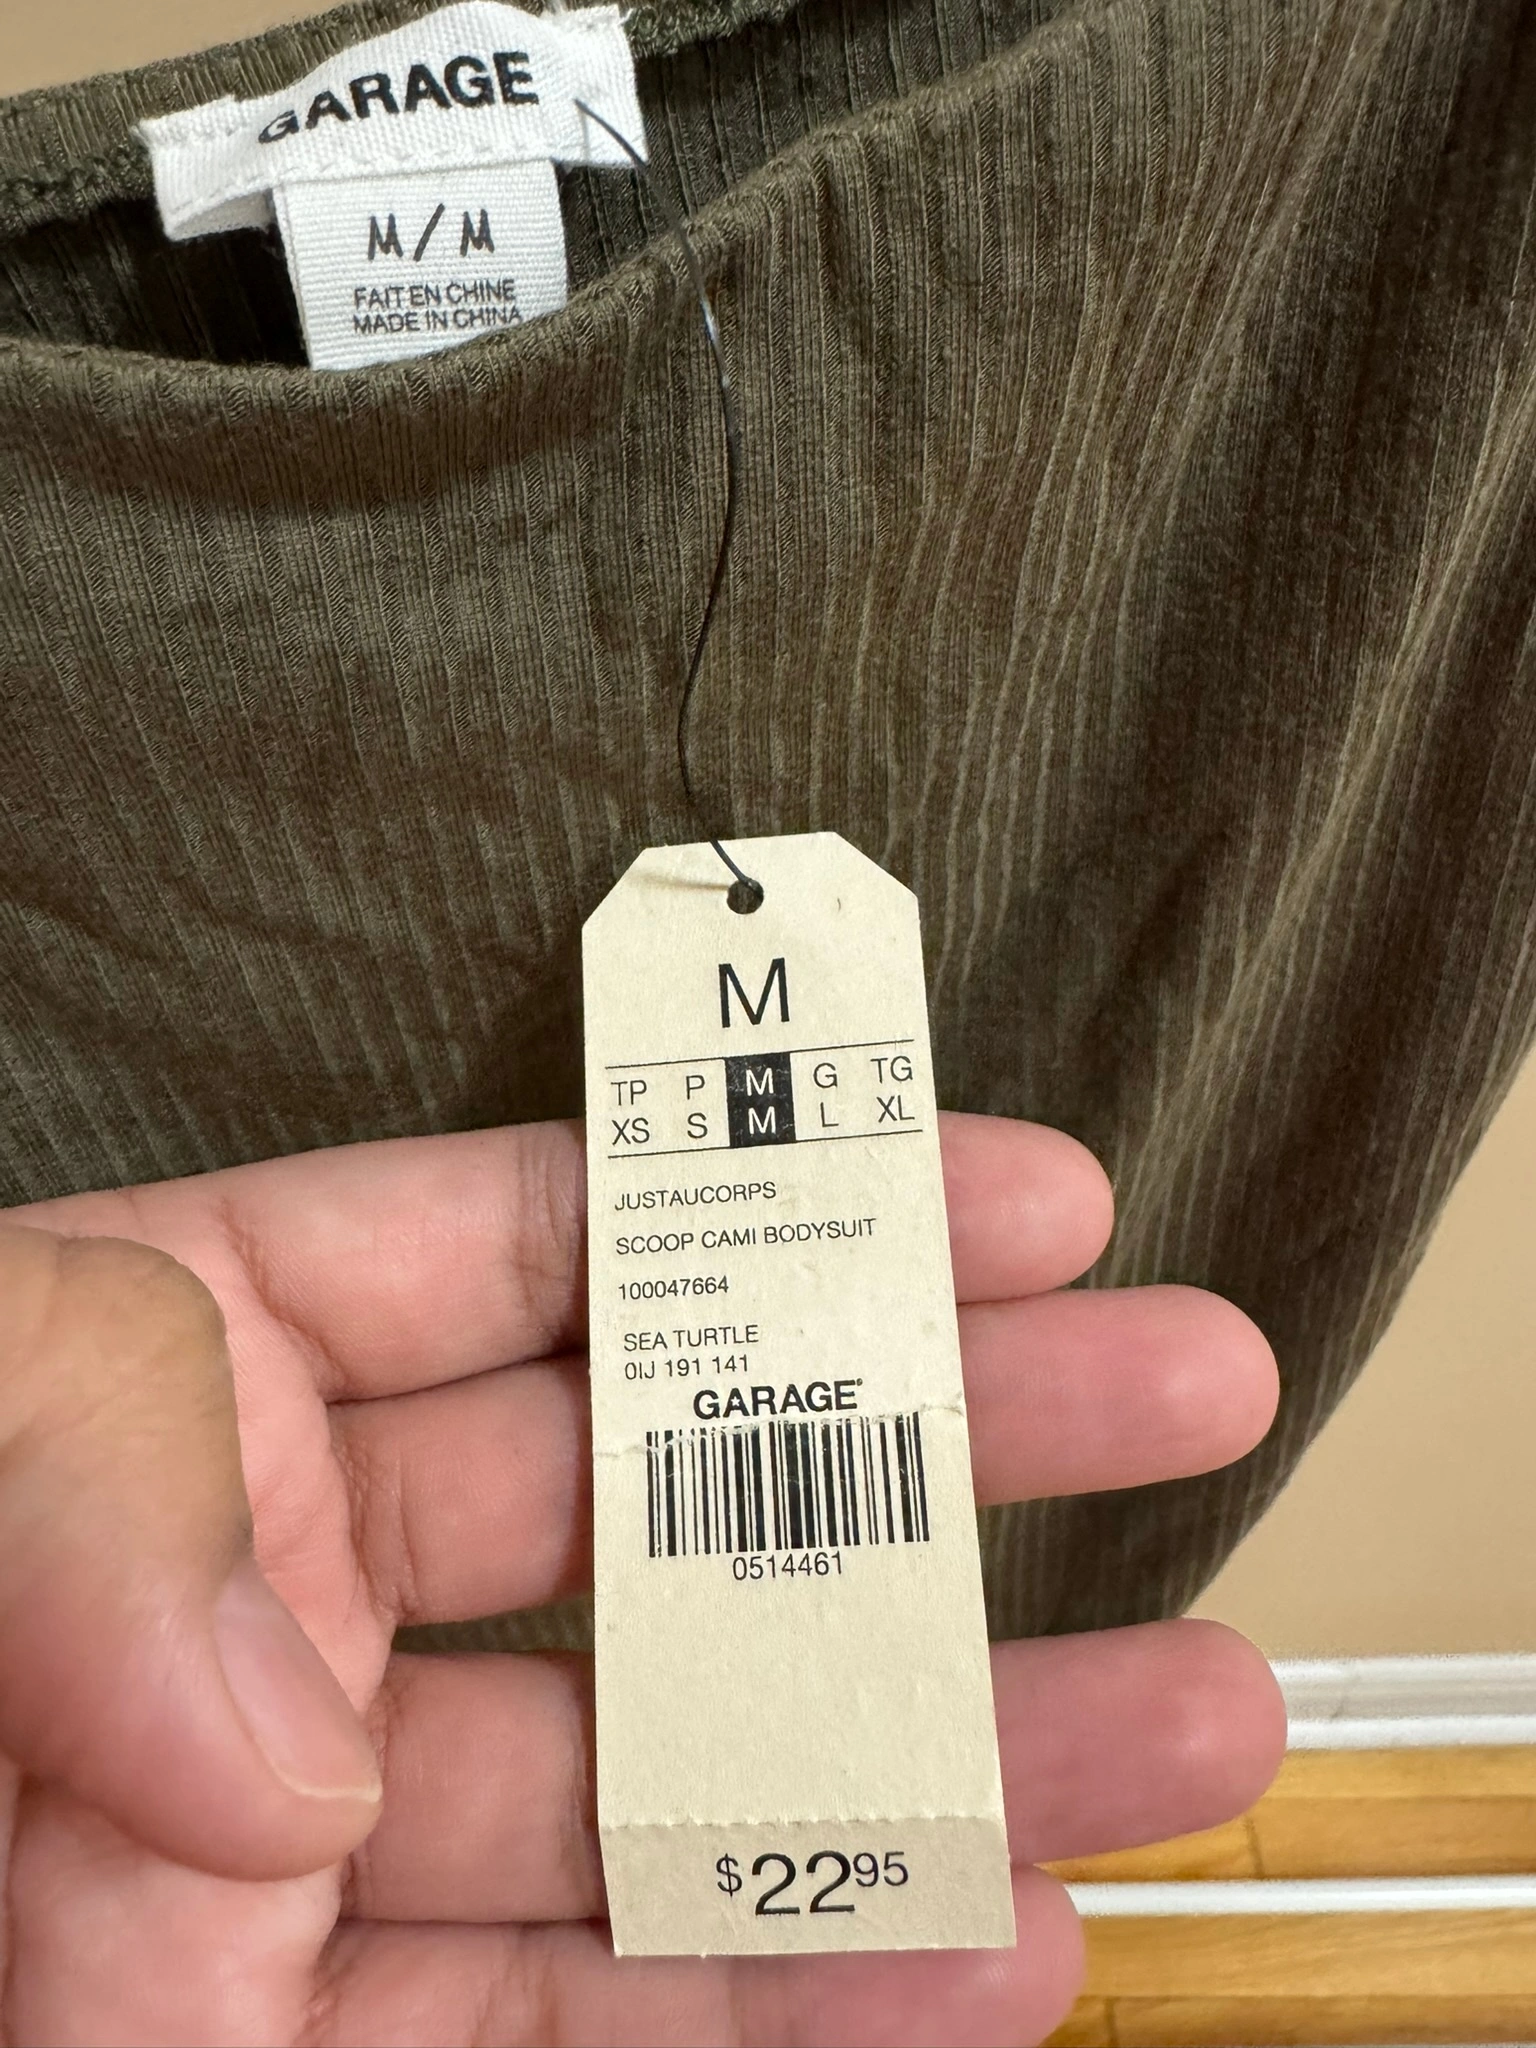 GARAGE
M / M
FAIT EN CHINE
MADE IN CHINA
M
TP P M G TG
XS S M L XL
JUSTAUCORPS
SCOOP CAMI BODYSUIT
100047664
SEA TURTLE
0IJ 191 141
GARAGE
0514461
$22 95